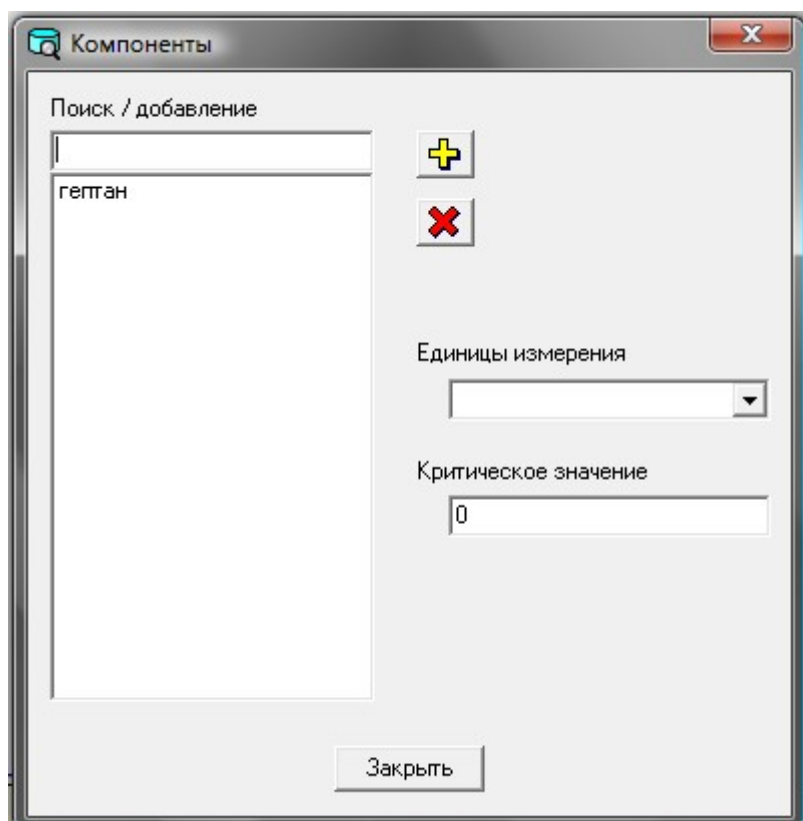 Компоненты
Поиск / добавление
гептан
Единицы измерения
Критическое значение
0
Закрыть